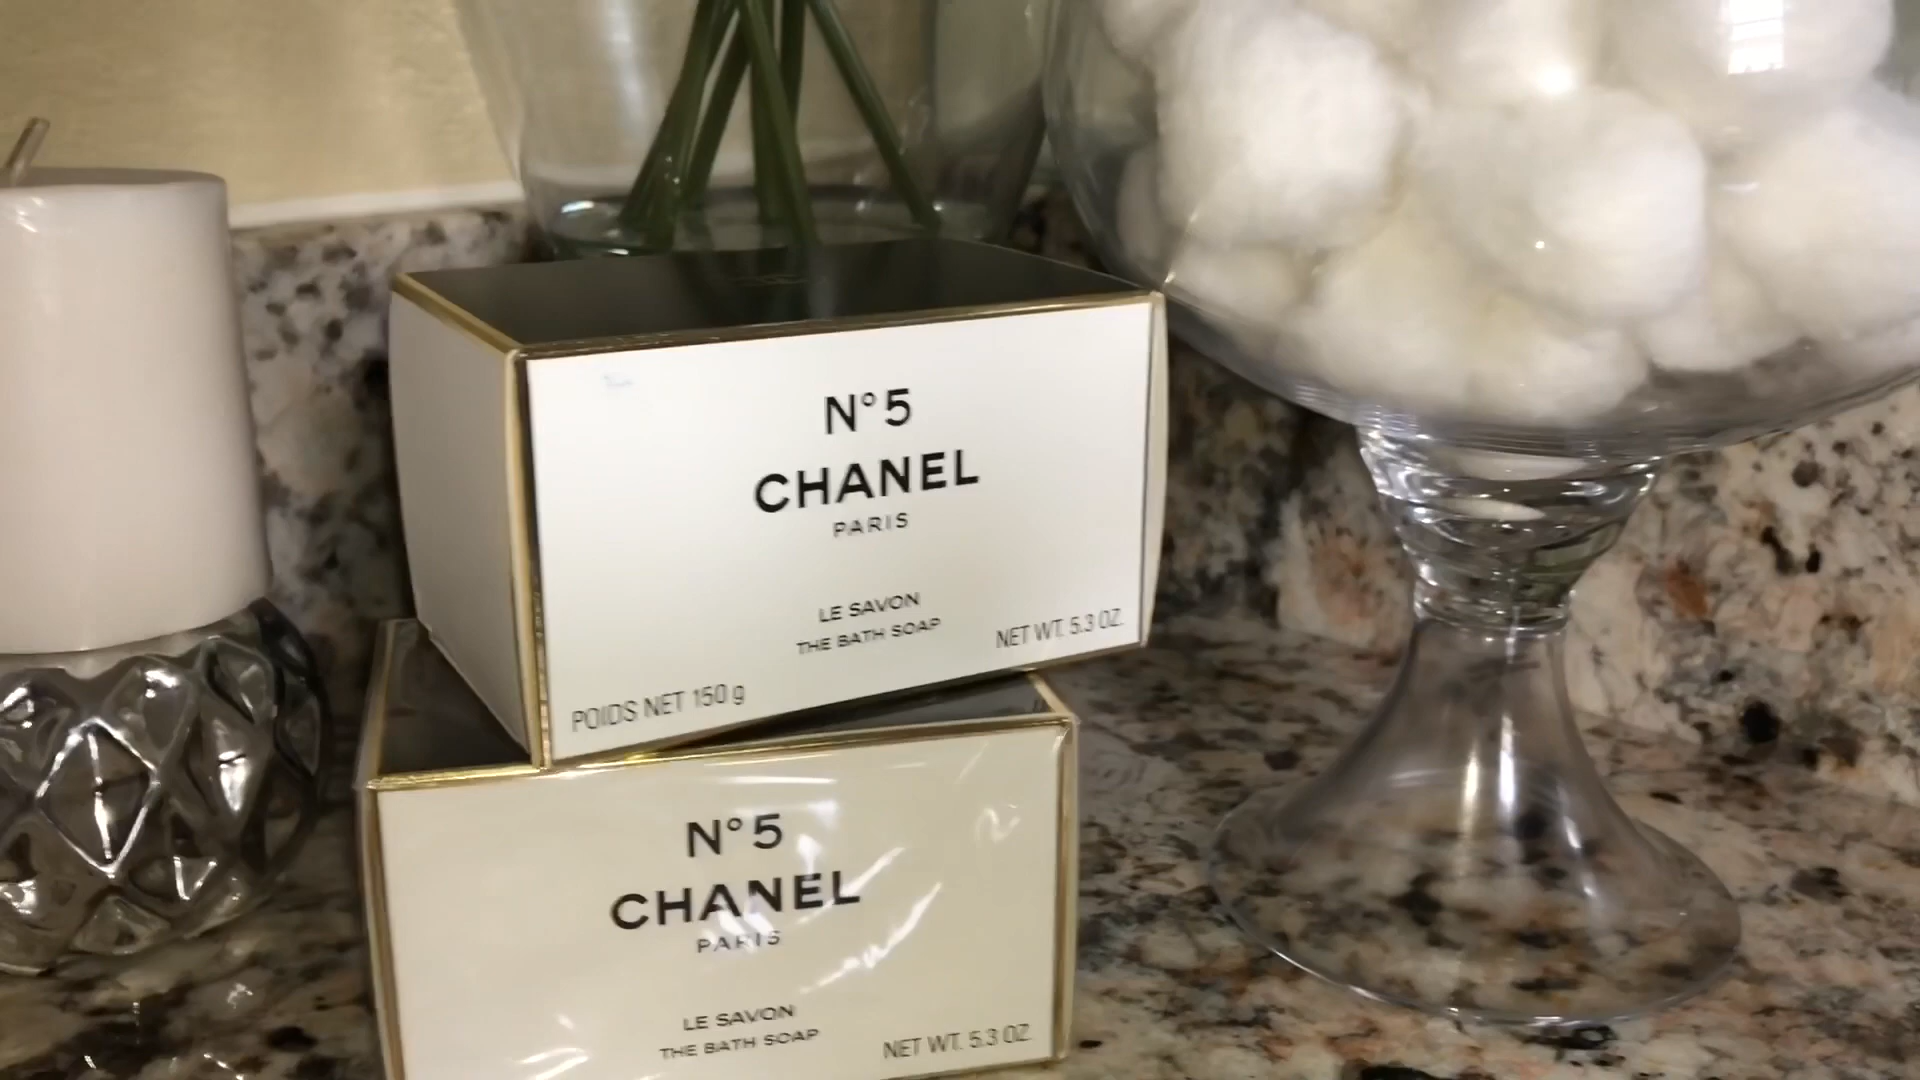 N°5
CHANEL
PARIS
LE SAVON
THE BATH SOAP
NET WT. 5.3 OZ.
POIDS NET 150 g
N°5
CHANEL
PARIS
LE SAVON
THE BATH SOAP
NET WT. 5.3 OZ.